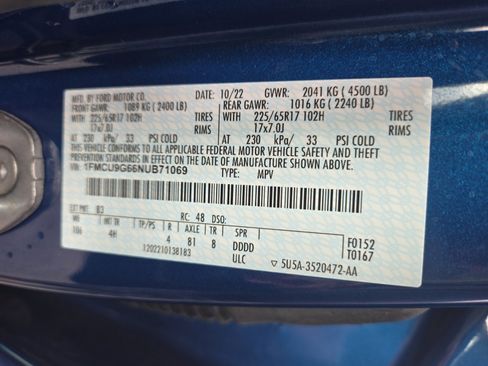 MFD. BY FORD MOTOR CO. 10/22 GVWR: 2041 KG ( 4500 LB)
FRONT GAWR: 1089 KG ( 2400 LB) REAR GAWR: 1016 KG ( 2240 LB)
WITH 225/65R17 102H TIRES WITH 225/65R17 102H TIRES
17x7.0J RIMS 17x7.0J RIMS
AT 230 kPa/ 33 PSI COLD AT 230 kPa/ 33 PSI COLD
THIS VEHICLE CONFORMS TO ALL APPLICABLE FEDERAL MOTOR VEHICLE SAFETY AND THEFT PREVENTION STANDARDS IN EFFECT ON THE DATE OF MANUFACTURE SHOWN ABOVE.
VIN: 1FMCU9G66NUB71069 TYPE: MPV
EXT PNT: B3 RC: 48 DSO:
TP/PS R AXLE TR SPR
4H 4 81 8 DDDD F0152
1202210138183 ULC T0167
▽ 5U5A-3520472-AA